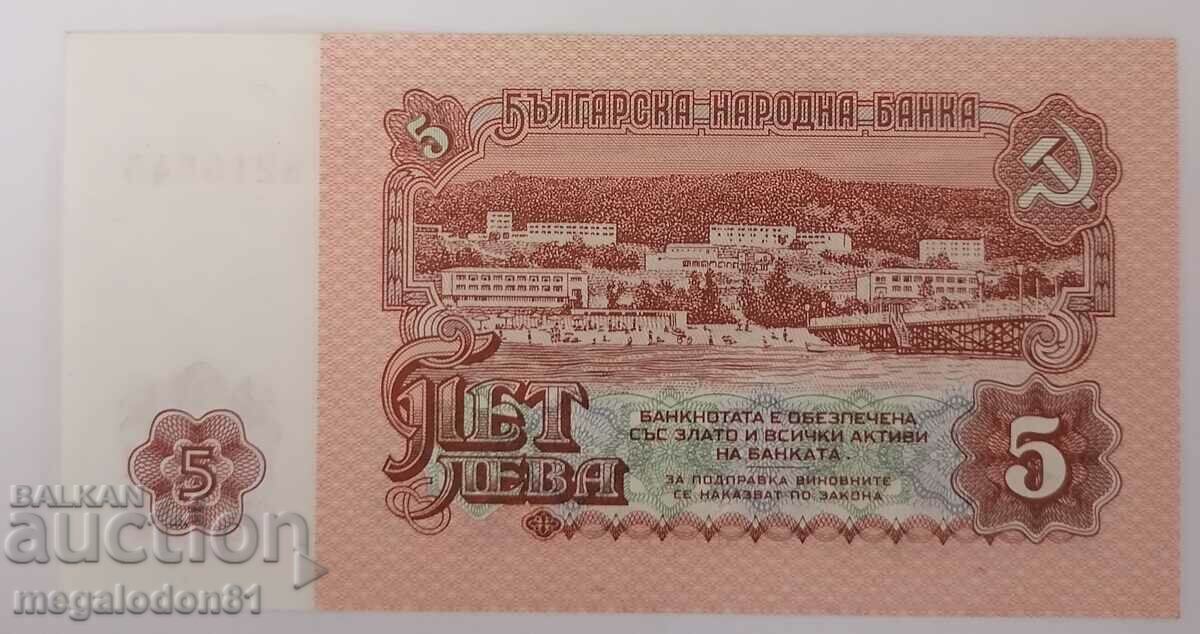 БЪЛГАРСКА НАРОДНА БАНКА
5
ПЕТ
ЛЕВА
БАНКНОТАТА Е ОБЕЗПЕЧЕНА
СЪС ЗЛАТО И ВСИЧКИ АКТИВИ
НА БАНКАТА.
ЗА ПОДПРАВКА ВИНОВНИТЕ
СЕ НАКАЗВАТ ПО ЗАКОНА
5
5
BALKAN
auction
megalodon81